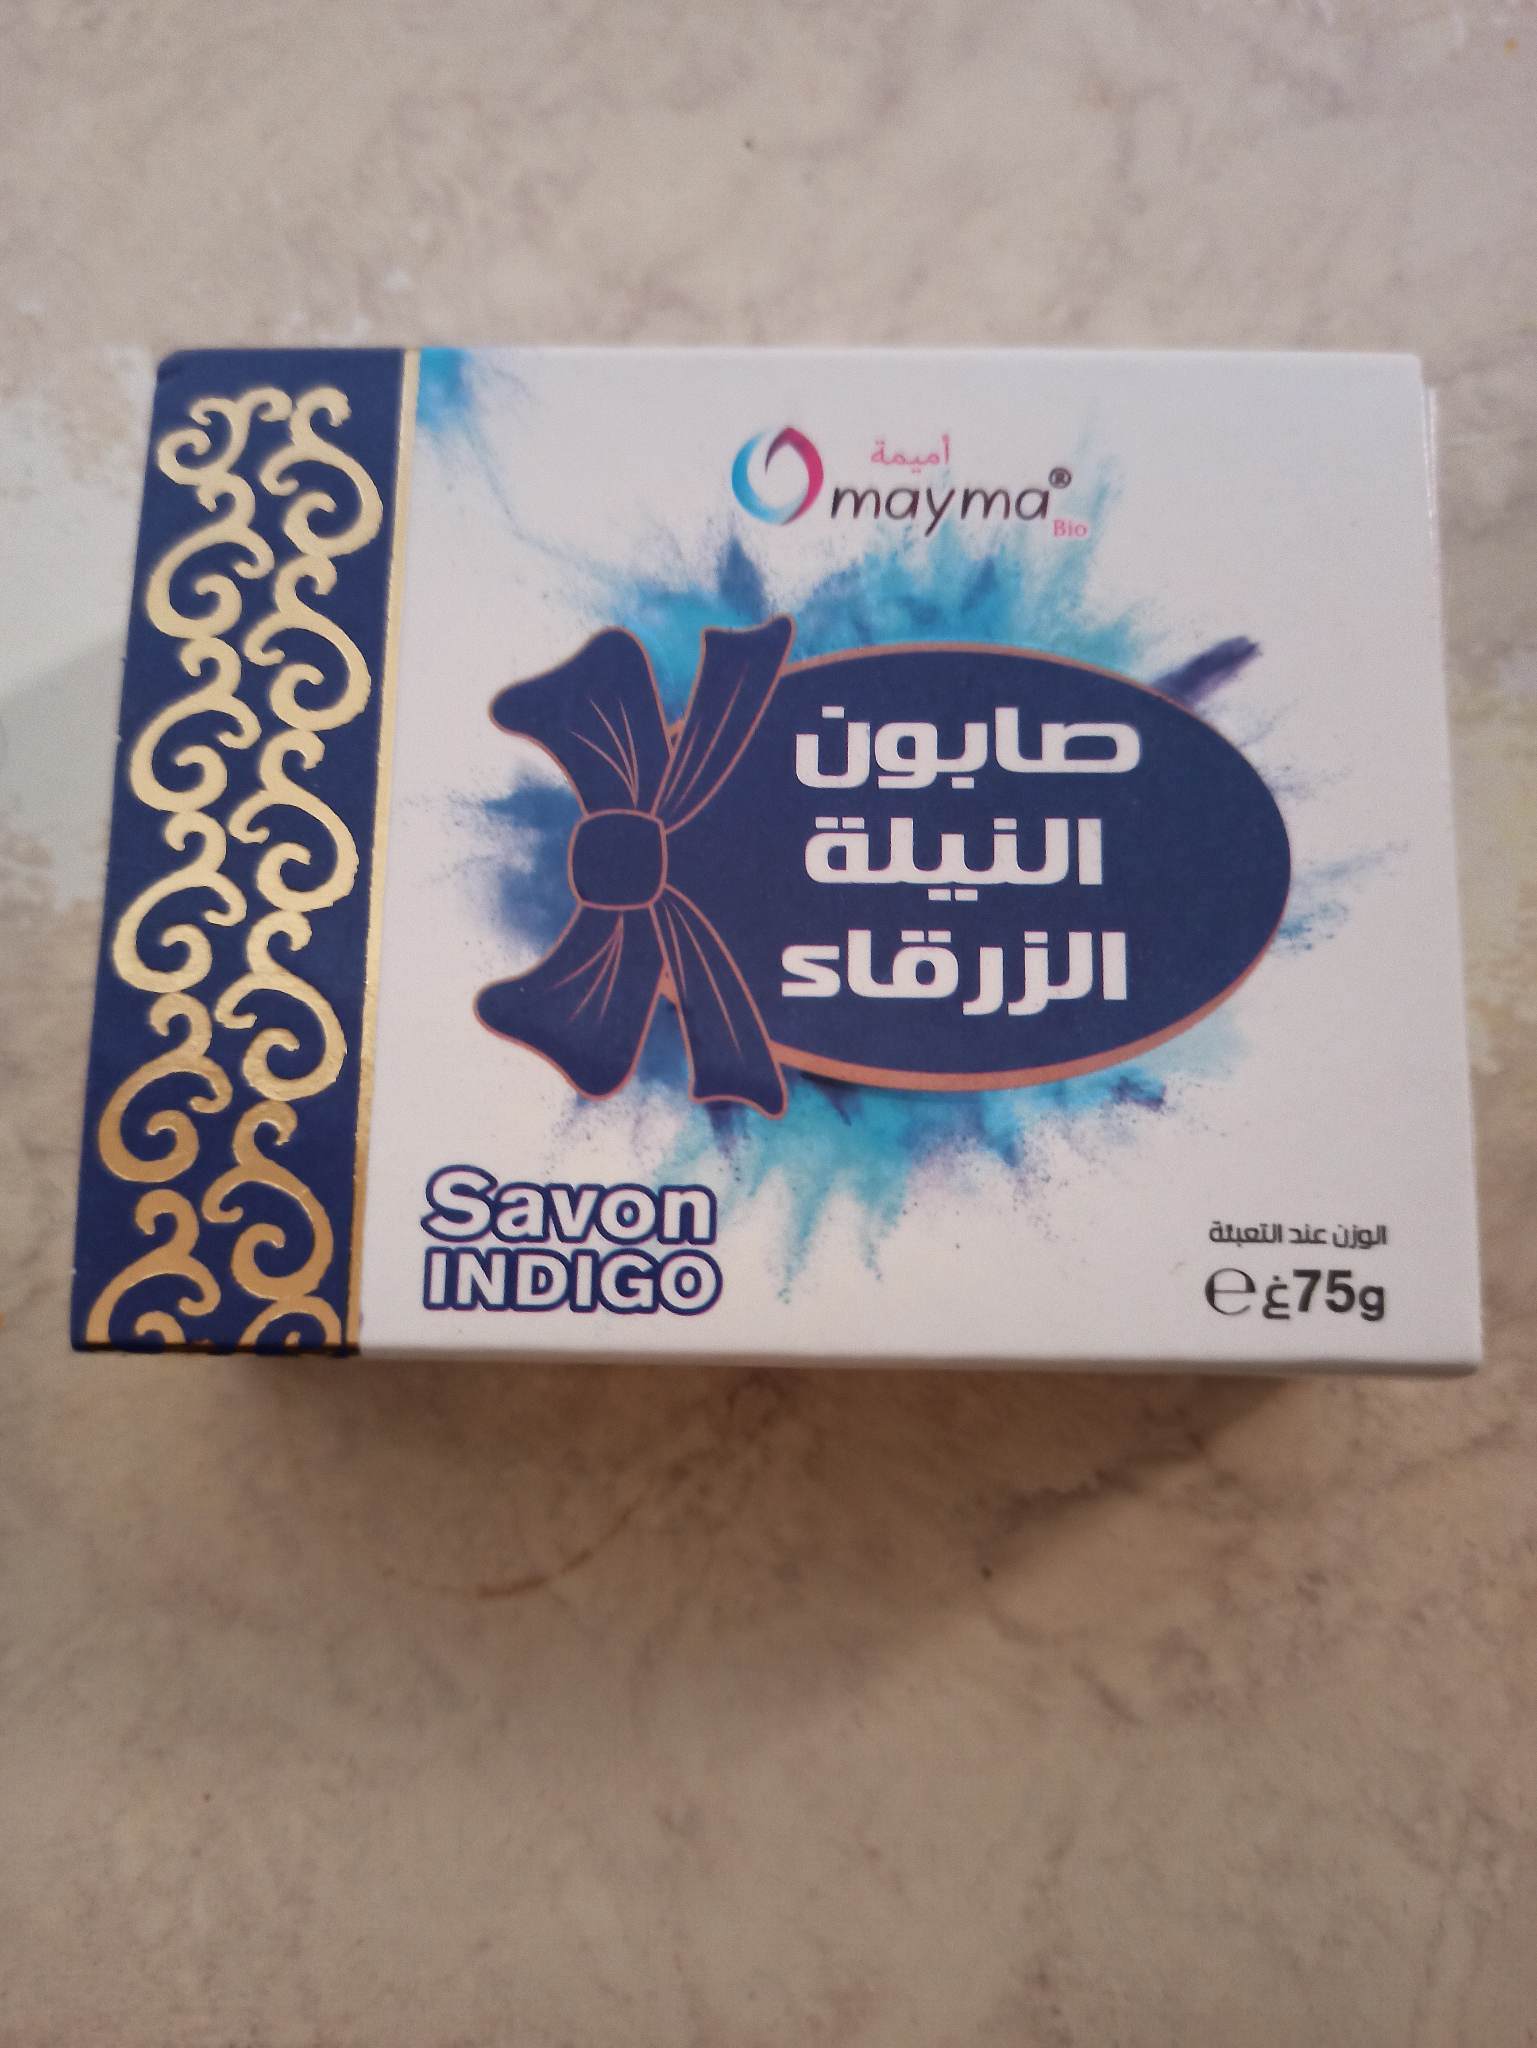 أميمة
Omayma®
Bio
صابون
النيلة
الزرقاء
Savon
INDIGO
الوزن عند التعبئة
75g غ ℮